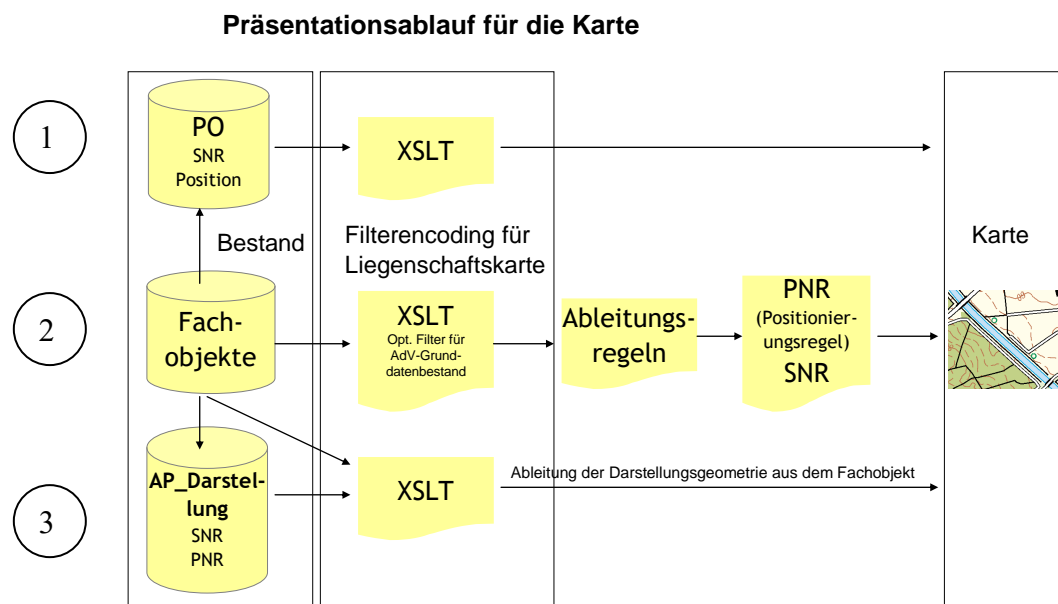 Präsentationsablauf für die Karte
1
PO
SNR
Position
XSLT
Bestand
Filterencoding für
Liegenschaftskarte
Karte
2
Fach-
objekte
XSLT
Opt. Filter für
AdV-Grund-
datenbestand
Ableitungs-
regeln
PNR
(Positionier-
ungsregel)
SNR
3
AP_Darstel-
lung
SNR
PNR
XSLT
Ableitung der Darstellungsgeometrie aus dem Fachobjekt